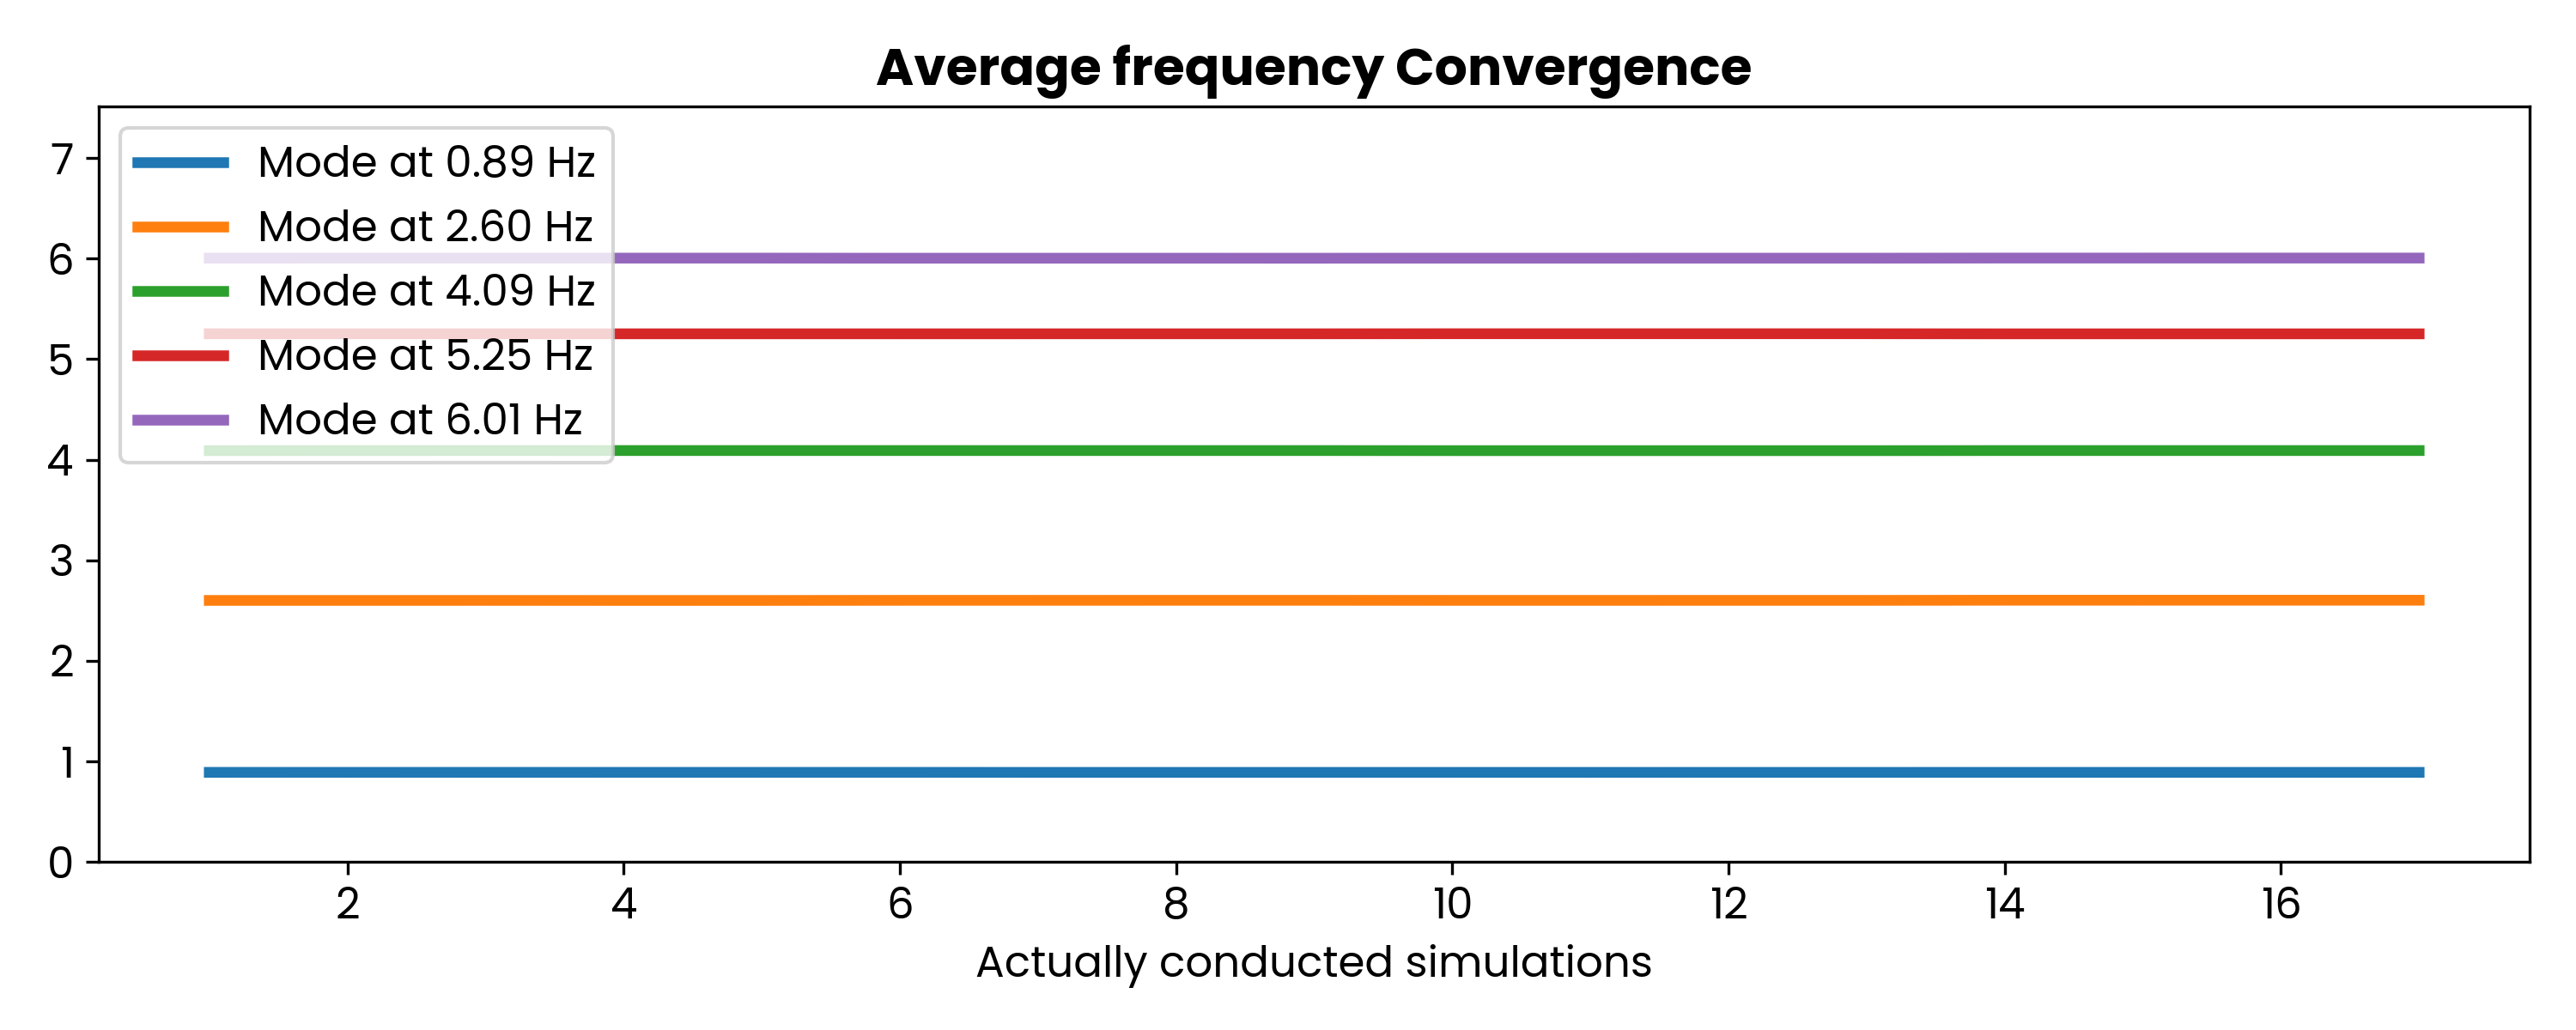 Average frequency Convergence
7
6
5
4
3
2
1
0
Mode at 0.89 Hz
Mode at 2.60 Hz
Mode at 4.09 Hz
Mode at 5.25 Hz
Mode at 6.01 Hz
2 4 6 8 10 12 14 16
Actually conducted simulations